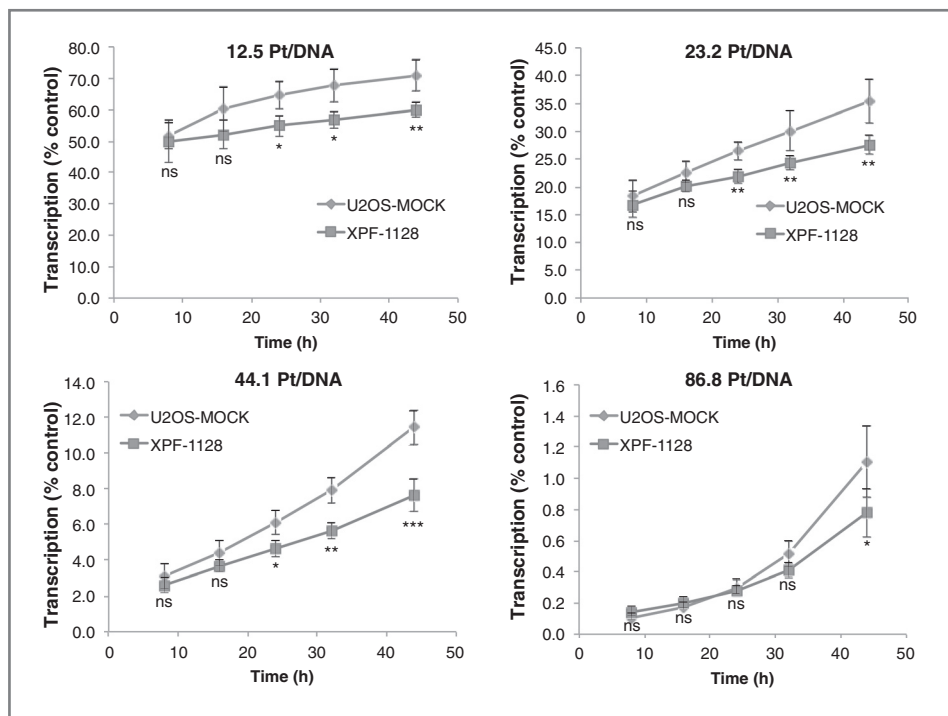 12.5 Pt/DNA
Transcription (% control)
80.0
70.0
60.0
50.0
40.0
30.0
20.0
10.0
0.0
ns
ns
*
*
**
U2OS-MOCK
XPF-1128
0
10
20
30
40
50
Time (h)
23.2 Pt/DNA
Transcription (% control)
45.0
40.0
35.0
30.0
25.0
20.0
15.0
10.0
5.0
0.0
ns
ns
**
**
**
U2OS-MOCK
XPF-1128
0
10
20
30
40
50
Time (h)
44.1 Pt/DNA
Transcription (% control)
14.0
12.0
10.0
8.0
6.0
4.0
2.0
0.0
U2OS-MOCK
XPF-1128
ns
ns
*
**
***
0
10
20
30
40
50
Time (h)
86.8 Pt/DNA
Transcription (% control)
1.6
1.4
1.2
1.0
0.8
0.6
0.4
0.2
0.0
U2OS-MOCK
XPF-1128
ns
ns
ns
ns
*
0
10
20
30
40
50
Time (h)